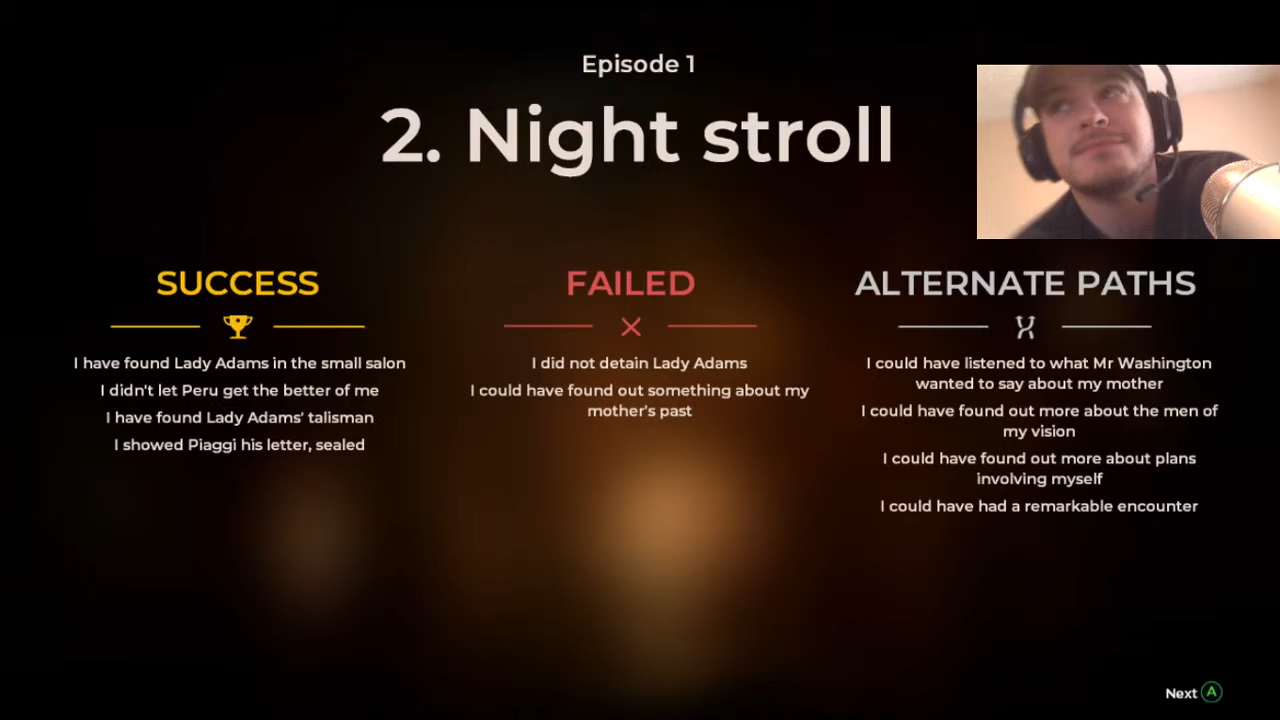 Episode 1
2. Night stroll
SUCCESS
I have found Lady Adams in the small salon
I didn't let Peru get the better of me
I have found Lady Adams' talisman
I showed Piaggi his letter, sealed
FAILED
I did not detain Lady Adams
I could have found out something about my
mother's past
ALTERNATE PATHS
I could have listened to what Mr Washington
wanted to say about my mother
I could have found out more about the men of
my vision
I could have found out more about plans
involving myself
I could have had a remarkable encounter
Next A